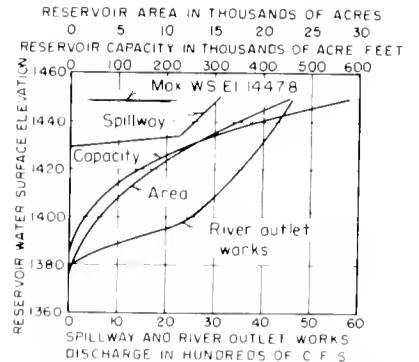 RESERVOIR AREA IN THOUSANDS OF ACRES
0 5 10 15 20 25 30
RESERVOIR CAPACITY IN THOUSANDS OF ACRE FEET
0 100 200 300 400 500 600
RESERVOIR WATER SURFACE ELEVATION
1460
1440
1420
1400
1380
1360
Max WS El 1447.8
Spillway
Capacity
Area
River outlet
works
0 10 20 30 40 50 60
SPILLWAY AND RIVER OUTLET WORKS
DISCHARGE IN HUNDREDS OF C F S